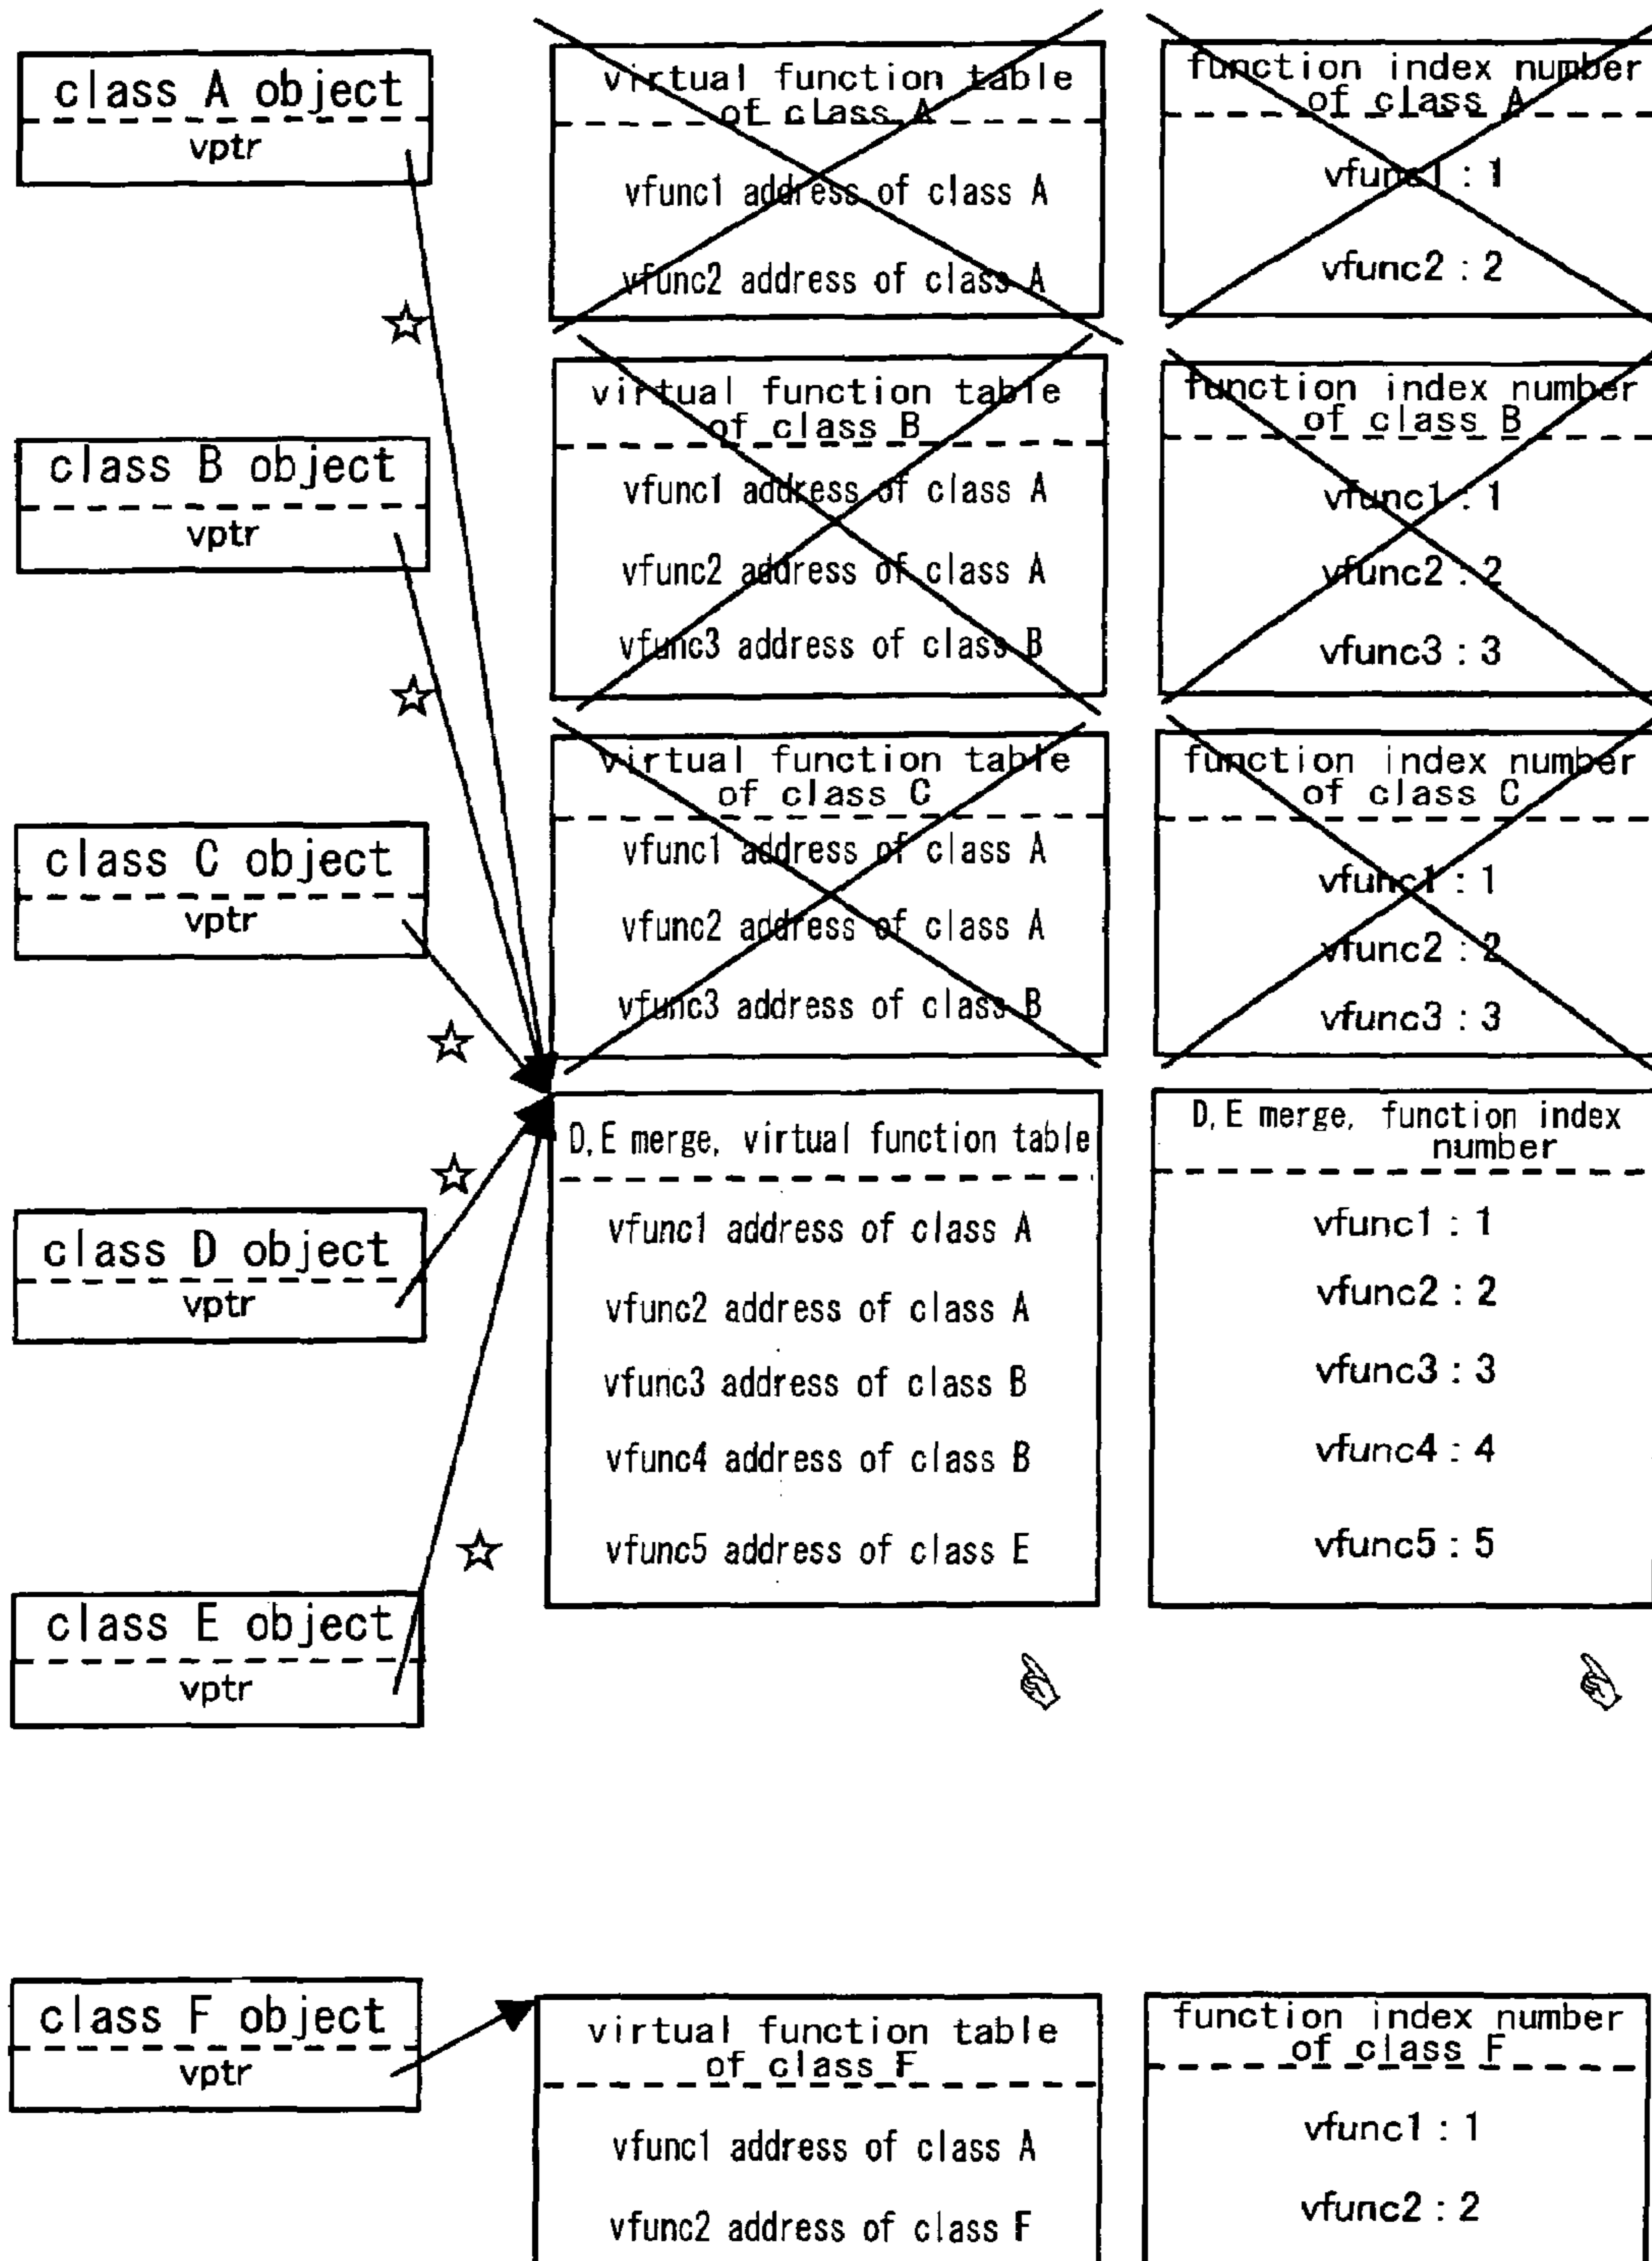 class A object
vptr
virtual function table
of class A
vfunc1 address of class A
vfunc2 address of class A
function index number
of class A
vfunc1 : 1
vfunc2 : 2
class B object
vptr
virtual function table
of class B
vfunc1 address of class A
vfunc2 address of class A
vfunc3 address of class B
function index number
of class B
vfunc1 : 1
vfunc2 : 2
vfunc3 : 3
class C object
vptr
virtual function table
of class C
vfunc1 address of class A
vfunc2 address of class A
vfunc3 address of class B
function index number
of class C
vfunc1 : 1
vfunc2 : 2
vfunc3 : 3
class D object
vptr
class E object
vptr
D, E merge, virtual function table
vfunc1 address of class A
vfunc2 address of class A
vfunc3 address of class B
vfunc4 address of class B
vfunc5 address of class E
D, E merge, function index
number
vfunc1 : 1
vfunc2 : 2
vfunc3 : 3
vfunc4 : 4
vfunc5 : 5
class F object
vptr
virtual function table
of class F
vfunc1 address of class A
vfunc2 address of class F
function index number
of class F
vfunc1 : 1
vfunc2 : 2